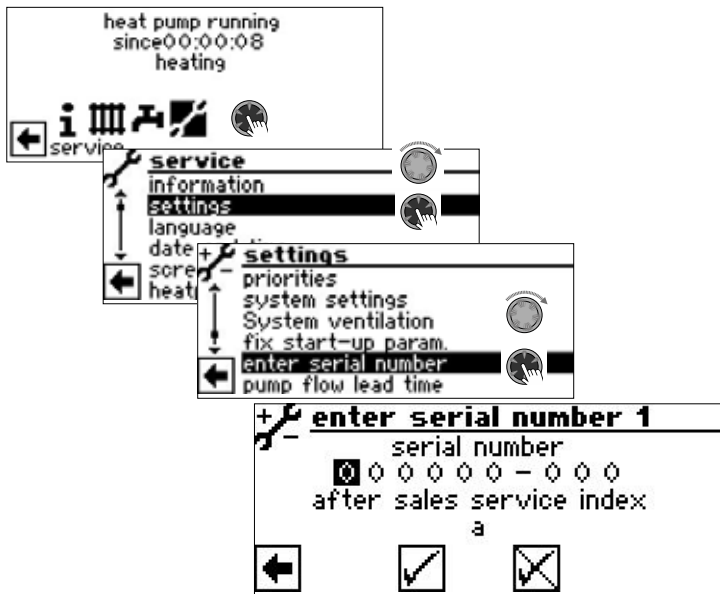 heat pump running
since00:00:08
heating
service
service
information
settings
language
date
settings
priorities
system settings
System ventilation
fix start-up param.
enter serial number
pump flow lead time
enter serial number 1
serial number
0 0 0 0 0 0 - 0 0 0
after sales service index
a